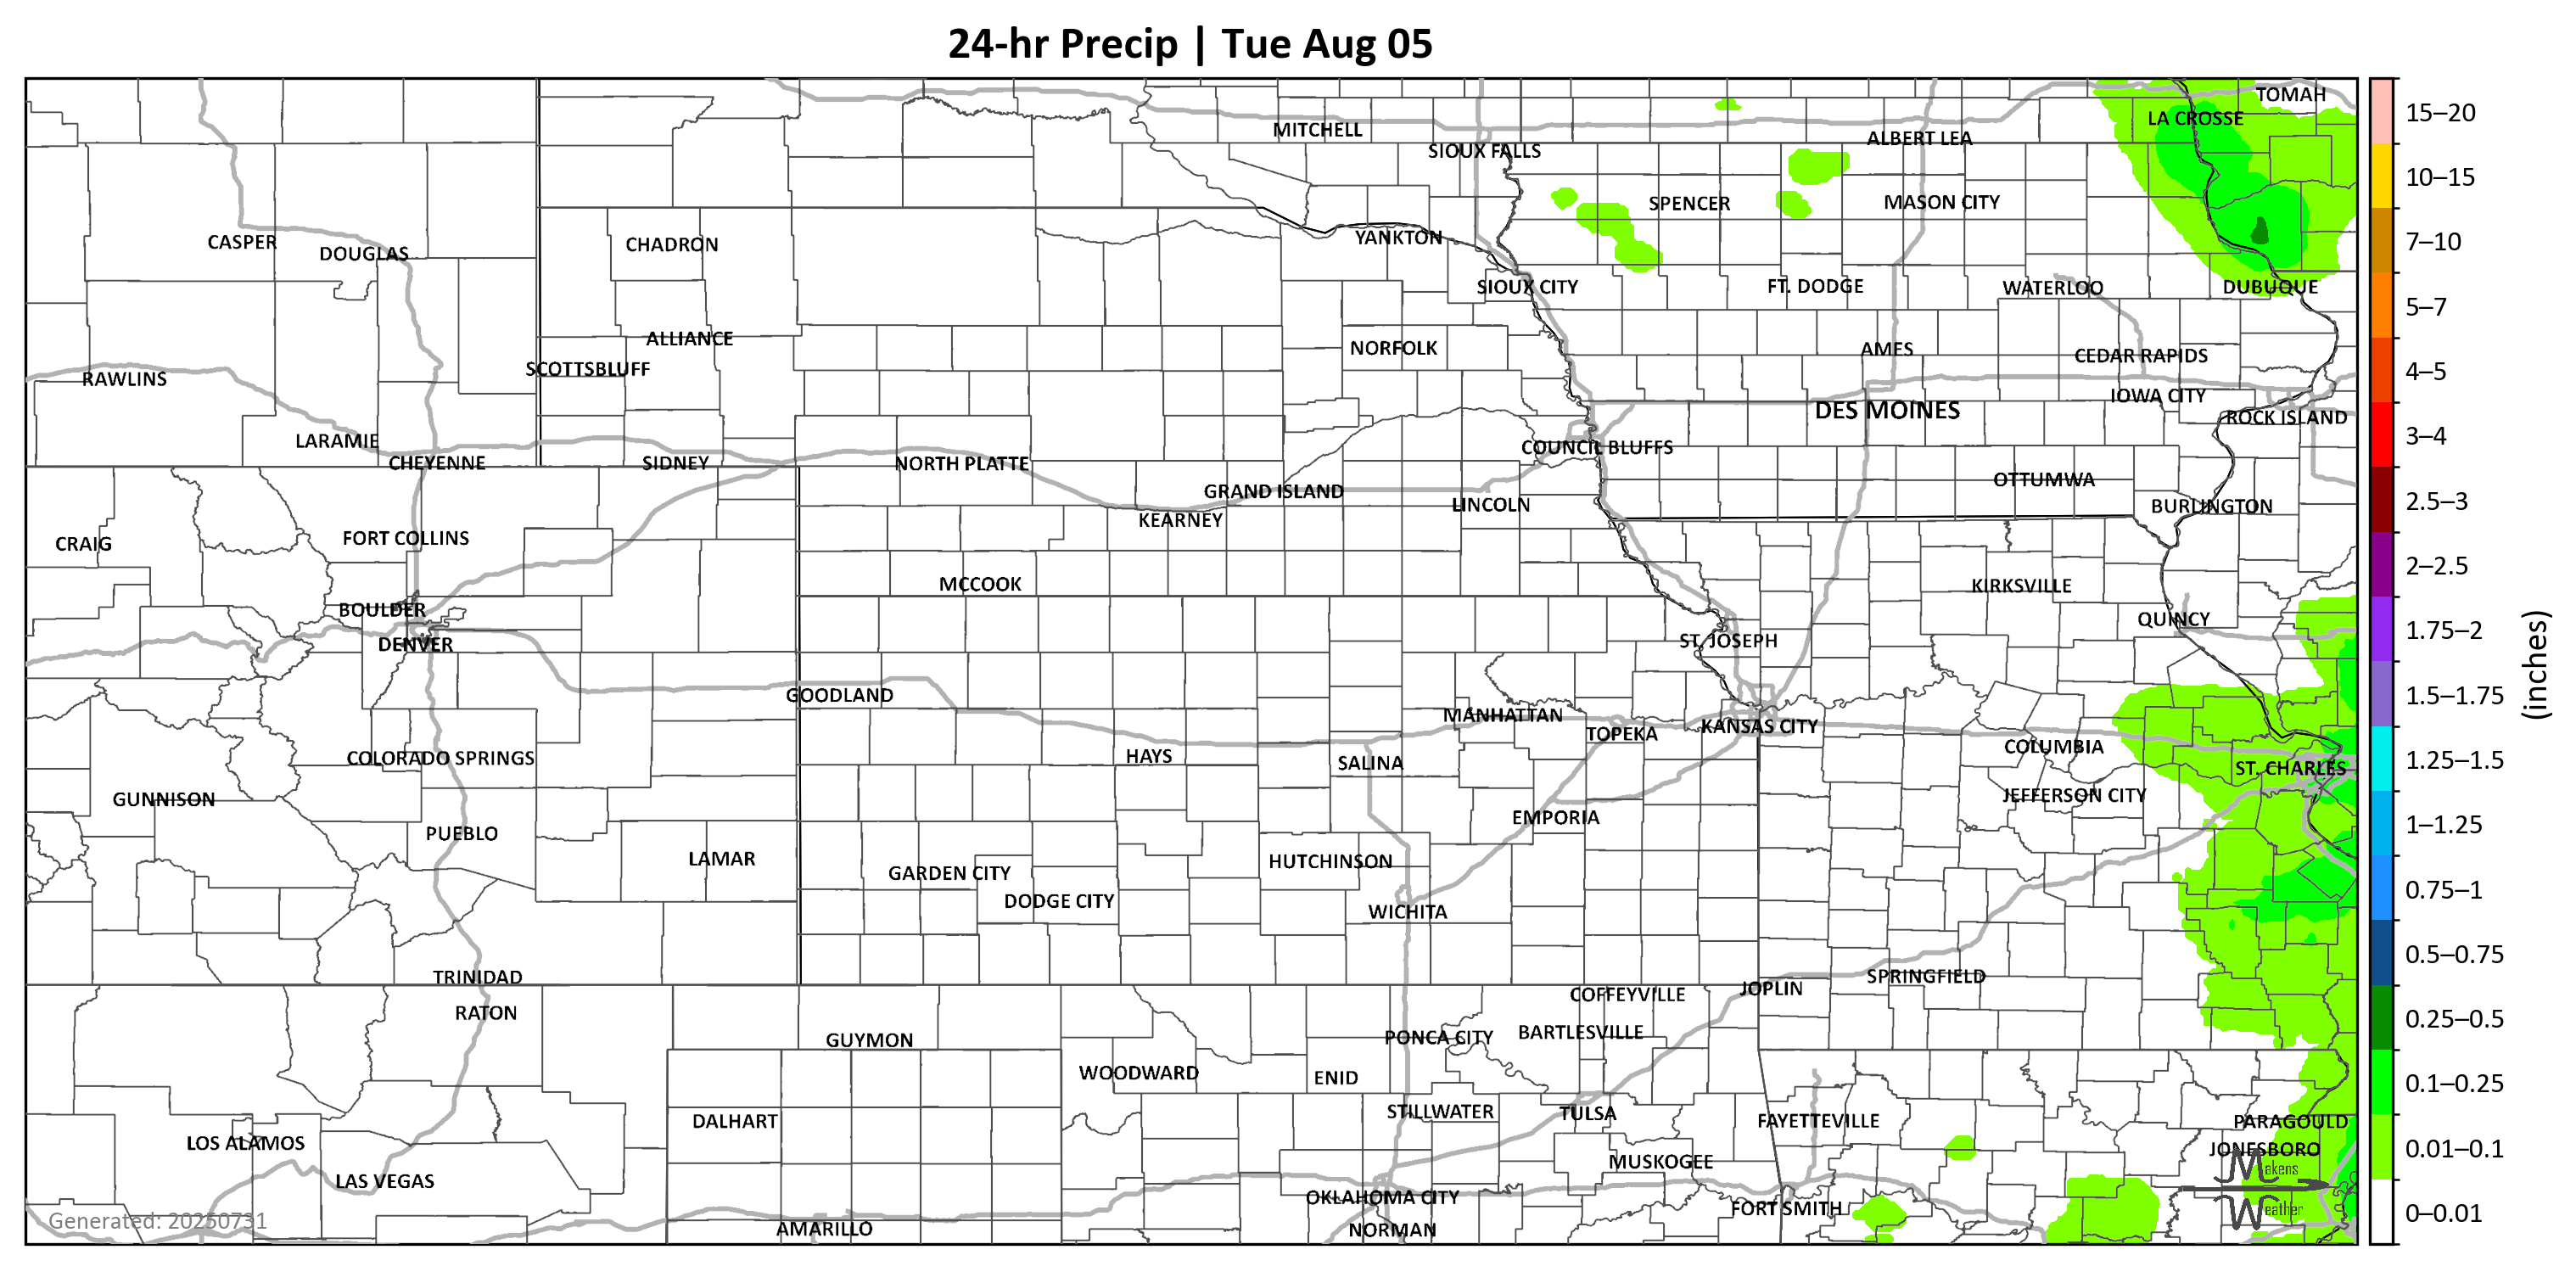 24-hr Precip | Tue Aug 05
TOMAH
LA CROSSE
MITCHELL
ALBERT LEA
SIOUX FALLS
SPENCER
MASON CITY
CASPER
DOUGLAS
CHADRON
YANKTON
SIOUX CITY
FT. DODGE
WATERLOO
DUBUQUE
ALLIANCE
NORFOLK
AMES
CEDAR RAPIDS
SCOTTSBLUFF
RAWLINS
IOWA CITY
DES MOINES
ROCK ISLAND
LARAMIE
COUNCIL BLUFFS
CHEYENNE
SIDNEY
NORTH PLATTE
OTTUMWA
GRAND ISLAND
LINCOLN
BURLINGTON
KEARNEY
CRAIG
FORT COLLINS
MCCOOK
KIRKSVILLE
BOULDER
QUINCY
DENVER
ST. JOSEPH
GOODLAND
MANHATTAN
KANSAS CITY
TOPEKA
COLUMBIA
COLORADO SPRINGS
HAYS
SALINA
ST. CHARLES
GUNNISON
JEFFERSON CITY
EMPORIA
PUEBLO
LAMAR
HUTCHINSON
GARDEN CITY
DODGE CITY
WICHITA
TRINIDAD
SPRINGFIELD
JOPLIN
COFFEYVILLE
RATON
BARTLESVILLE
PONCA CITY
GUYMON
WOODWARD
ENID
STILLWATER
TULSA
DALHART
FAYETTEVILLE
PARAGOULD
LOS ALAMOS
JONESBORO
MUSKOGEE
LAS VEGAS
OKLAHOMA CITY
FORT SMITH
AMARILLO
NORMAN
Generated: 20250731
Makens
Weather
15–20
10–15
7–10
5–7
4–5
3–4
2.5–3
2–2.5
1.75–2
1.5–1.75
1.25–1.5
1–1.25
0.75–1
0.5–0.75
0.25–0.5
0.1–0.25
0.01–0.1
0–0.01
(inches)